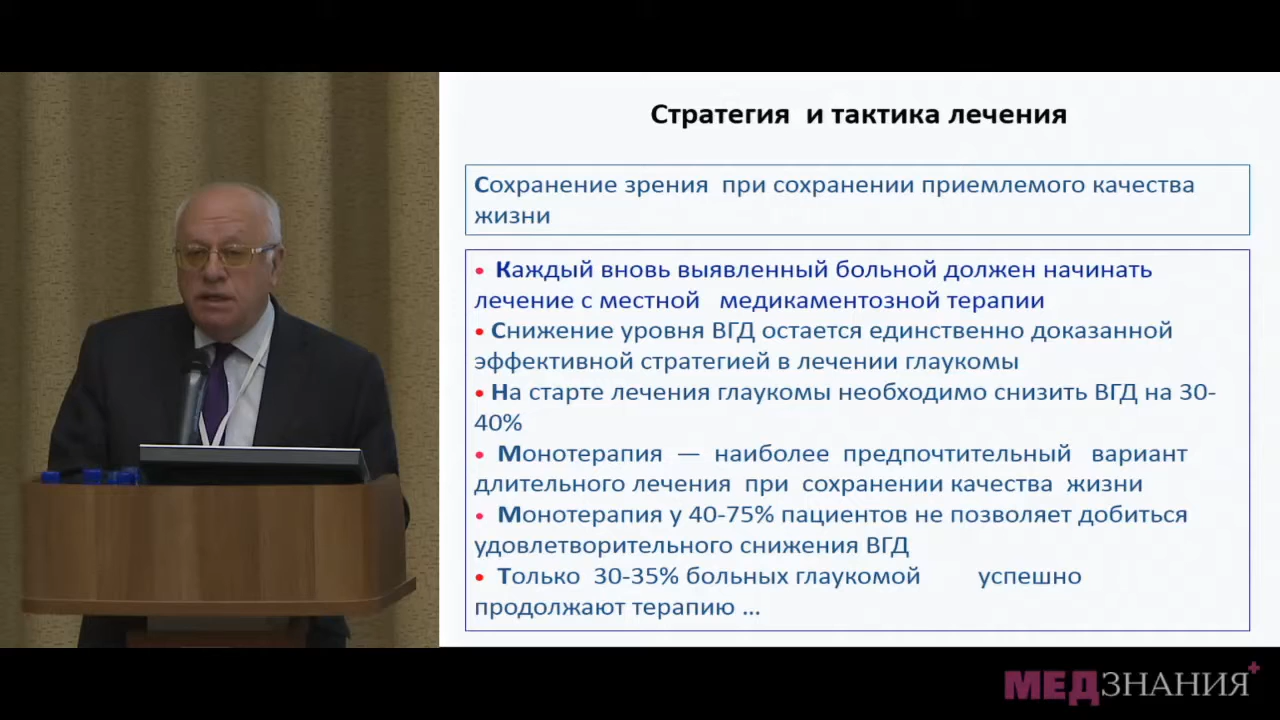 Стратегия и тактика лечения
Сохранение зрения при сохранении приемлемого качества
жизни
• Каждый вновь выявленный больной должен начинать
лечение с местной медикаментозной терапии
• Снижение уровня ВГД остается единственно доказанной
эффективной стратегией в лечении глаукомы
• На старте лечения глаукомы необходимо снизить ВГД на 30-
40%
• Монотерапия — наиболее предпочтительный вариант
длительного лечения при сохранении качества жизни
• Монотерапия у 40-75% пациентов не позволяет добиться
удовлетворительного снижения ВГД
• Только 30-35% больных глаукомой успешно
продолжают терапию ...
МЕДЗНАНИЯ+